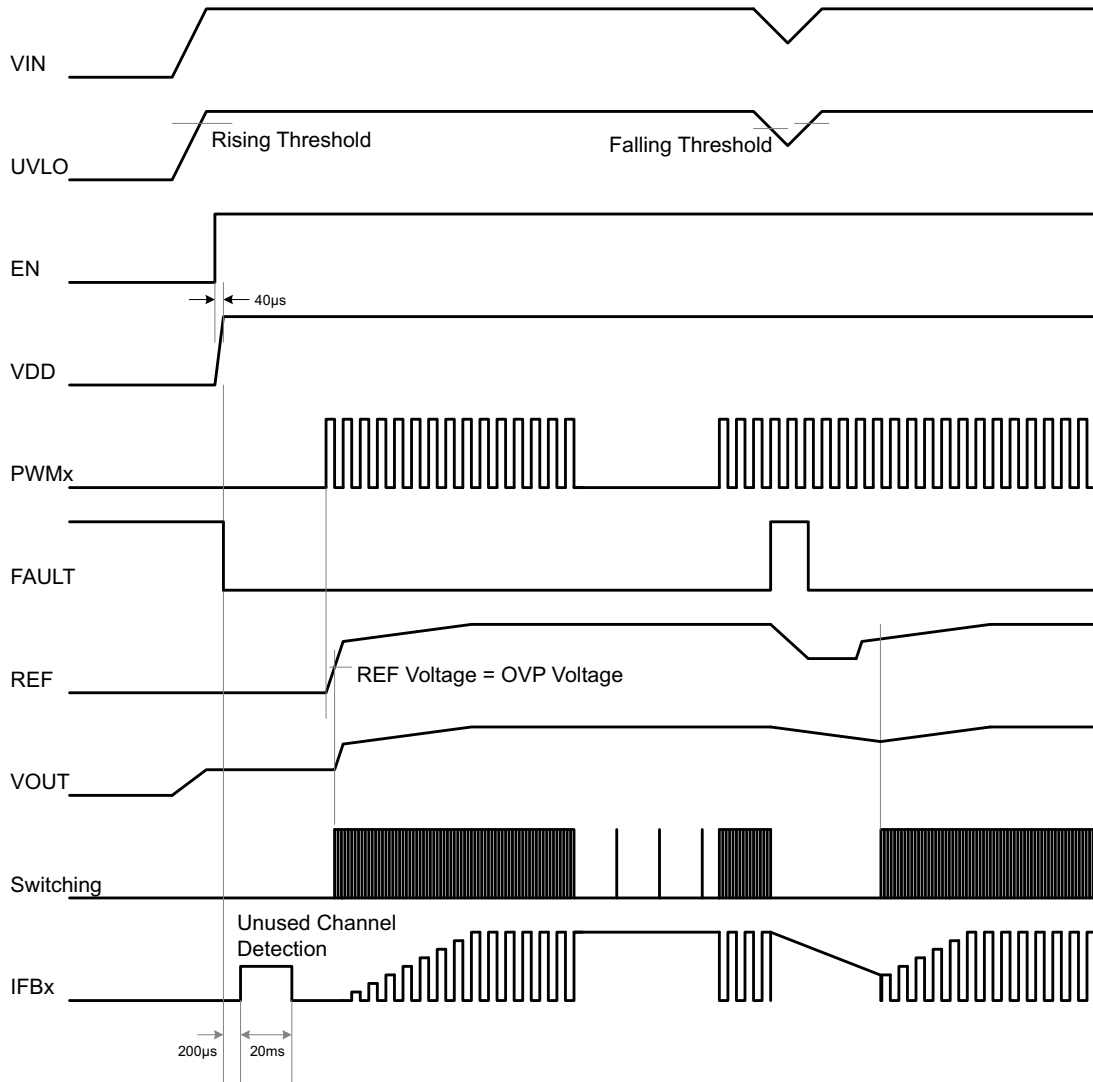 VIN
UVLO
Rising Threshold
Falling Threshold
EN
40µs
VDD
PWMx
FAULT
REF
REF Voltage = OVP Voltage
VOUT
Switching
Unused Channel
Detection
IFBx
200µs
20ms